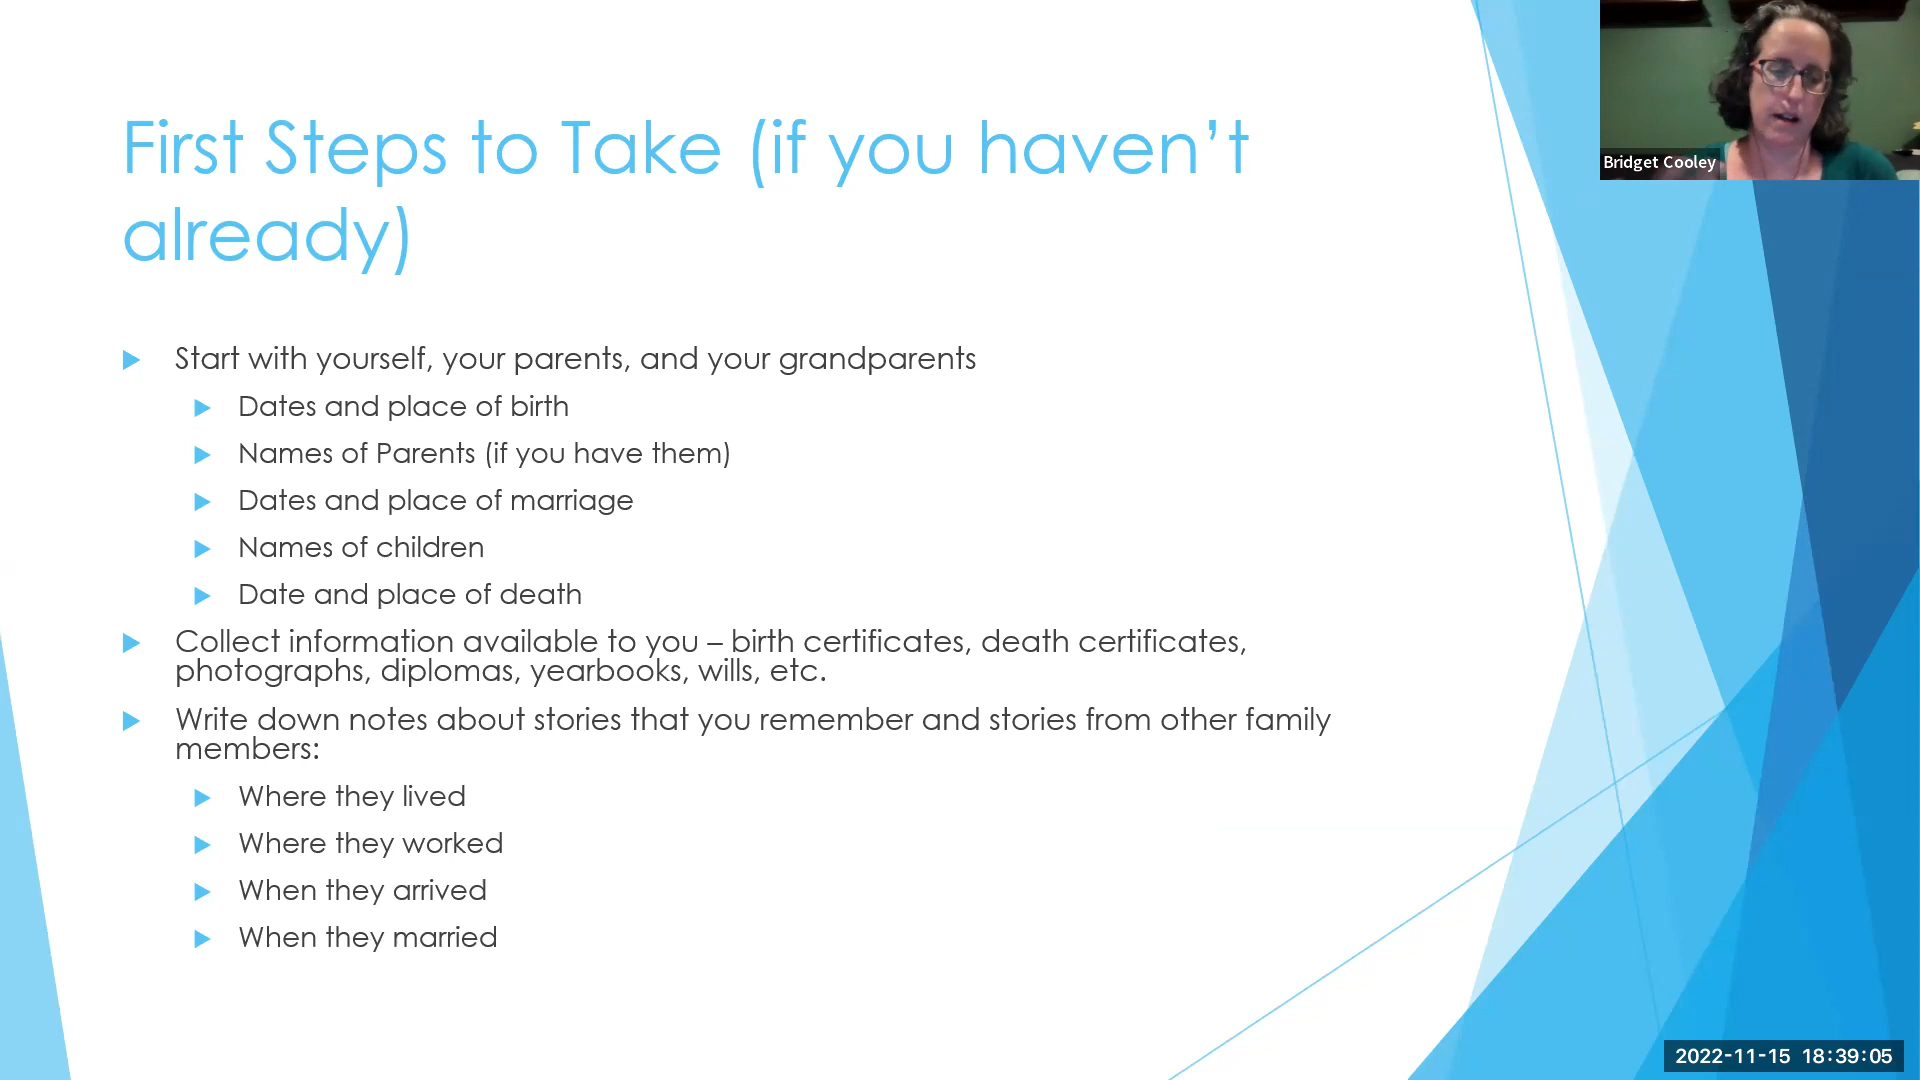 First Steps to Take (if you haven’t
already)
Start with yourself, your parents, and your grandparents
Dates and place of birth
Names of Parents (if you have them)
Dates and place of marriage
Names of children
Date and place of death
Collect information available to you – birth certificates, death certificates,
photographs, diplomas, yearbooks, wills, etc.
Write down notes about stories that you remember and stories from other family
members:
Where they lived
Where they worked
When they arrived
When they married
Bridget Cooley
2022-11-15 18:39:05